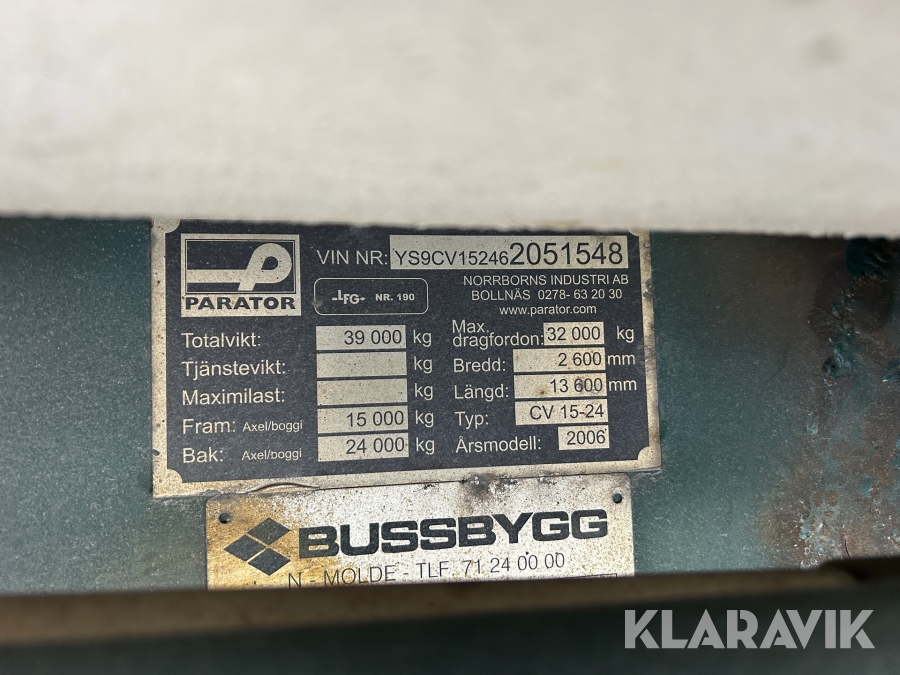 PARATOR
VIN NR: YS9CV152462051548
LFG NR. 190
NORRBORNS INDUSTRI AB
BOLLNÄS 0278- 63 20 30
www.parator.com
Totalvikt: 39 000 kg
Tjänstevikt: kg
Maximilast: kg
Fram: Axel/boggi 15 000 kg
Bak: Axel/boggi 24 000 kg
Max.
dragfordon: 32 000 kg
Bredd: 2 600 mm
Längd: 13 600 mm
Typ: CV 15-24
Årsmodell: 2006
BUSSBYGG
N - MOLDE - TLF. 71 24 00 00
KLARAVIK